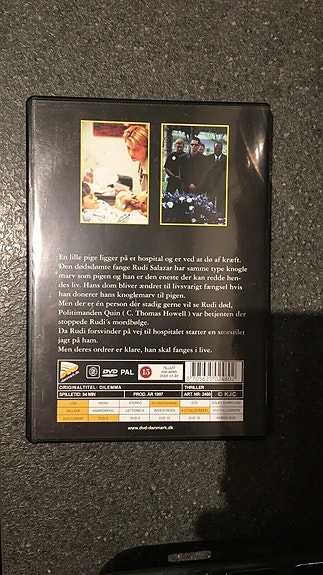 En lille pige ligger på et hospital og er ved at dø af kræft.
Den dødsdømte fange Rudi Salazar har samme type knogle
marv som pigen og han er den eneste der kan redde hen-
des liv. Hans dom bliver ændret til livsvarigt fængsel hvis
han donerer hans knoglemarv til pigen.
Men der er én person der stadig gerne vil se Rudi død,
Politimanden Quin ( C. Thomas Howell ) var betjenten der
stoppede Rudi's mordbølge.
Da Rudi forsvinder på vej til hospitalet starter en storstilet
jagt på ham.
Men deres ordrer er klare, han skal fanges i live.
DVD PAL 15
ORIGINALTITEL: DILEMMA THRILLER
SPILLETID: 94 MIN PROD. ÅR 1997 ART. NR: 2460 © KJC
www.dvd-danmark.dk